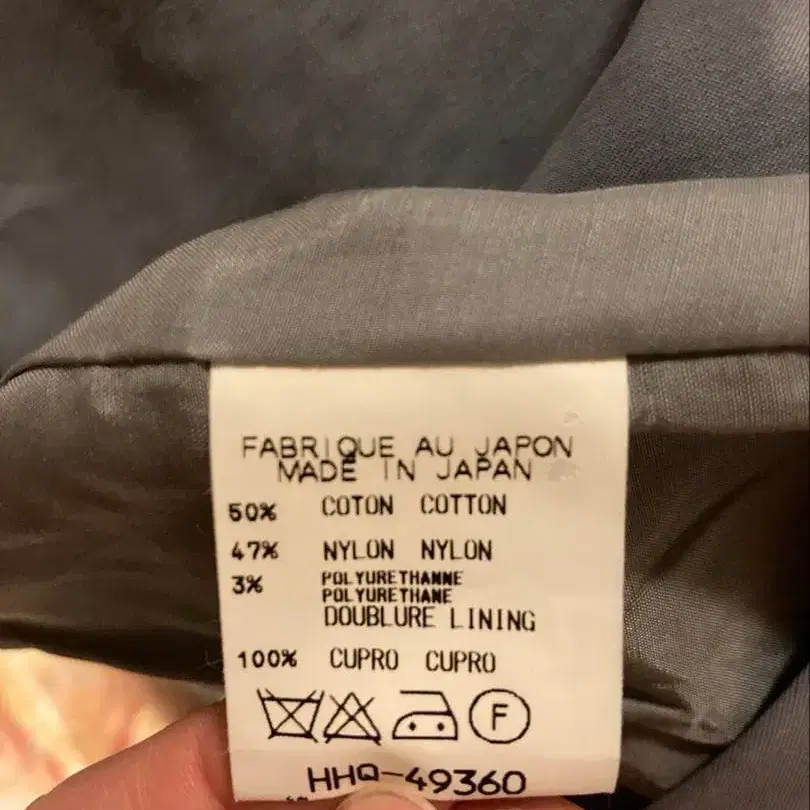 FABRIQUE AU JAPON
MADE IN JAPAN
50% COTON COTTON
47% NYLON NYLON
3% POLYURETHANNE
POLYURETHANE
DOUBLURE LINING
100% CUPRO CUPRO
F
HHQ-49360